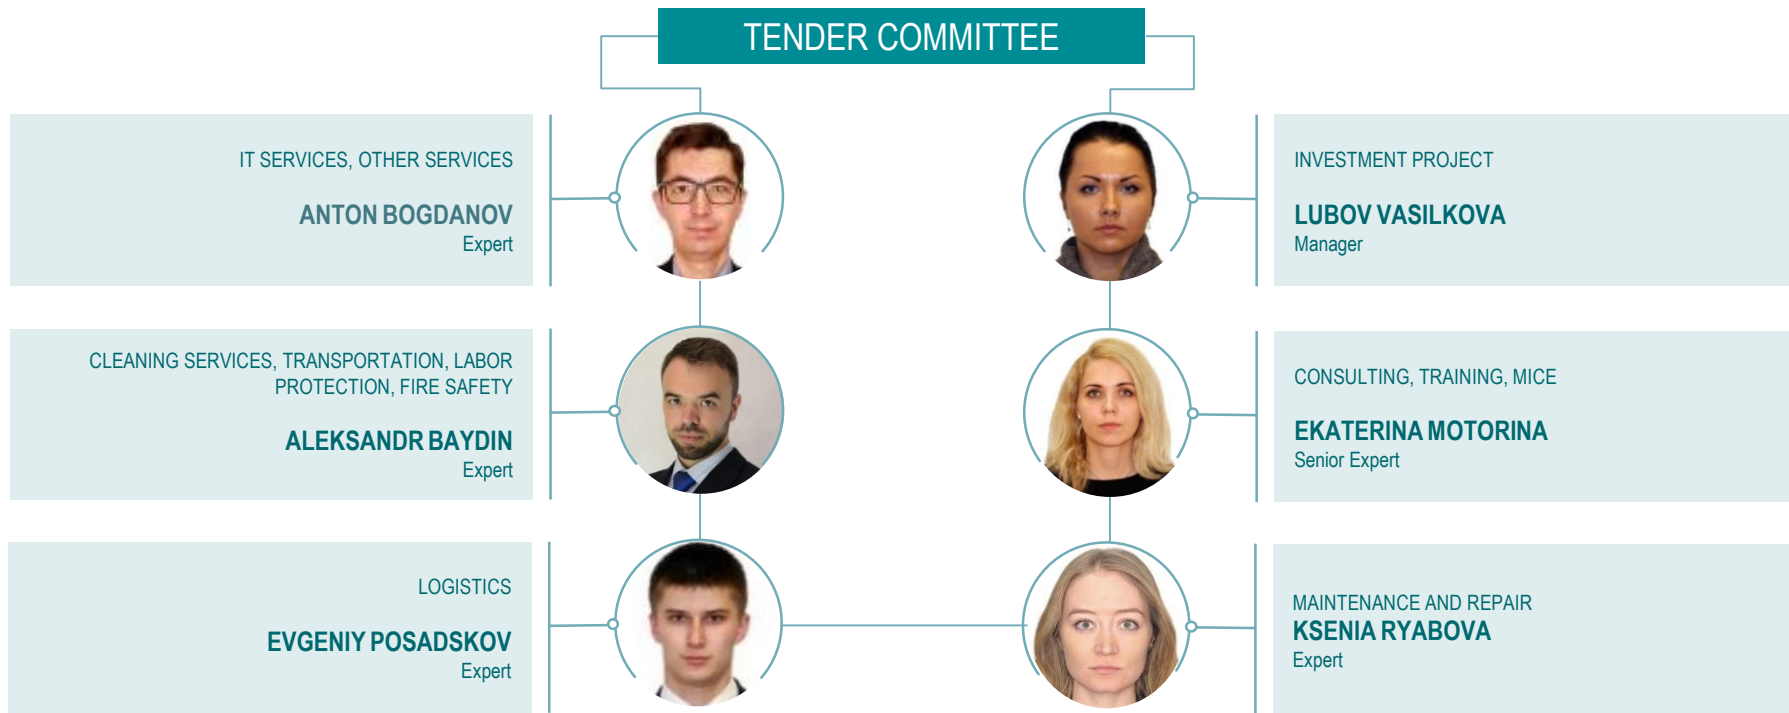 TENDER COMMITTEE
IT SERVICES, OTHER SERVICES
ANTON BOGDANOV
Expert
INVESTMENT PROJECT
LUBOV VASILKOVA
Manager
CLEANING SERVICES, TRANSPORTATION, LABOR
PROTECTION, FIRE SAFETY
ALEKSANDR BAYDIN
Expert
CONSULTING, TRAINING, MICE
EKATERINA MOTORINA
Senior Expert
LOGISTICS
EVGENIY POSADSKOV
Expert
MAINTENANCE AND REPAIR
KSENIA RYABOVA
Expert